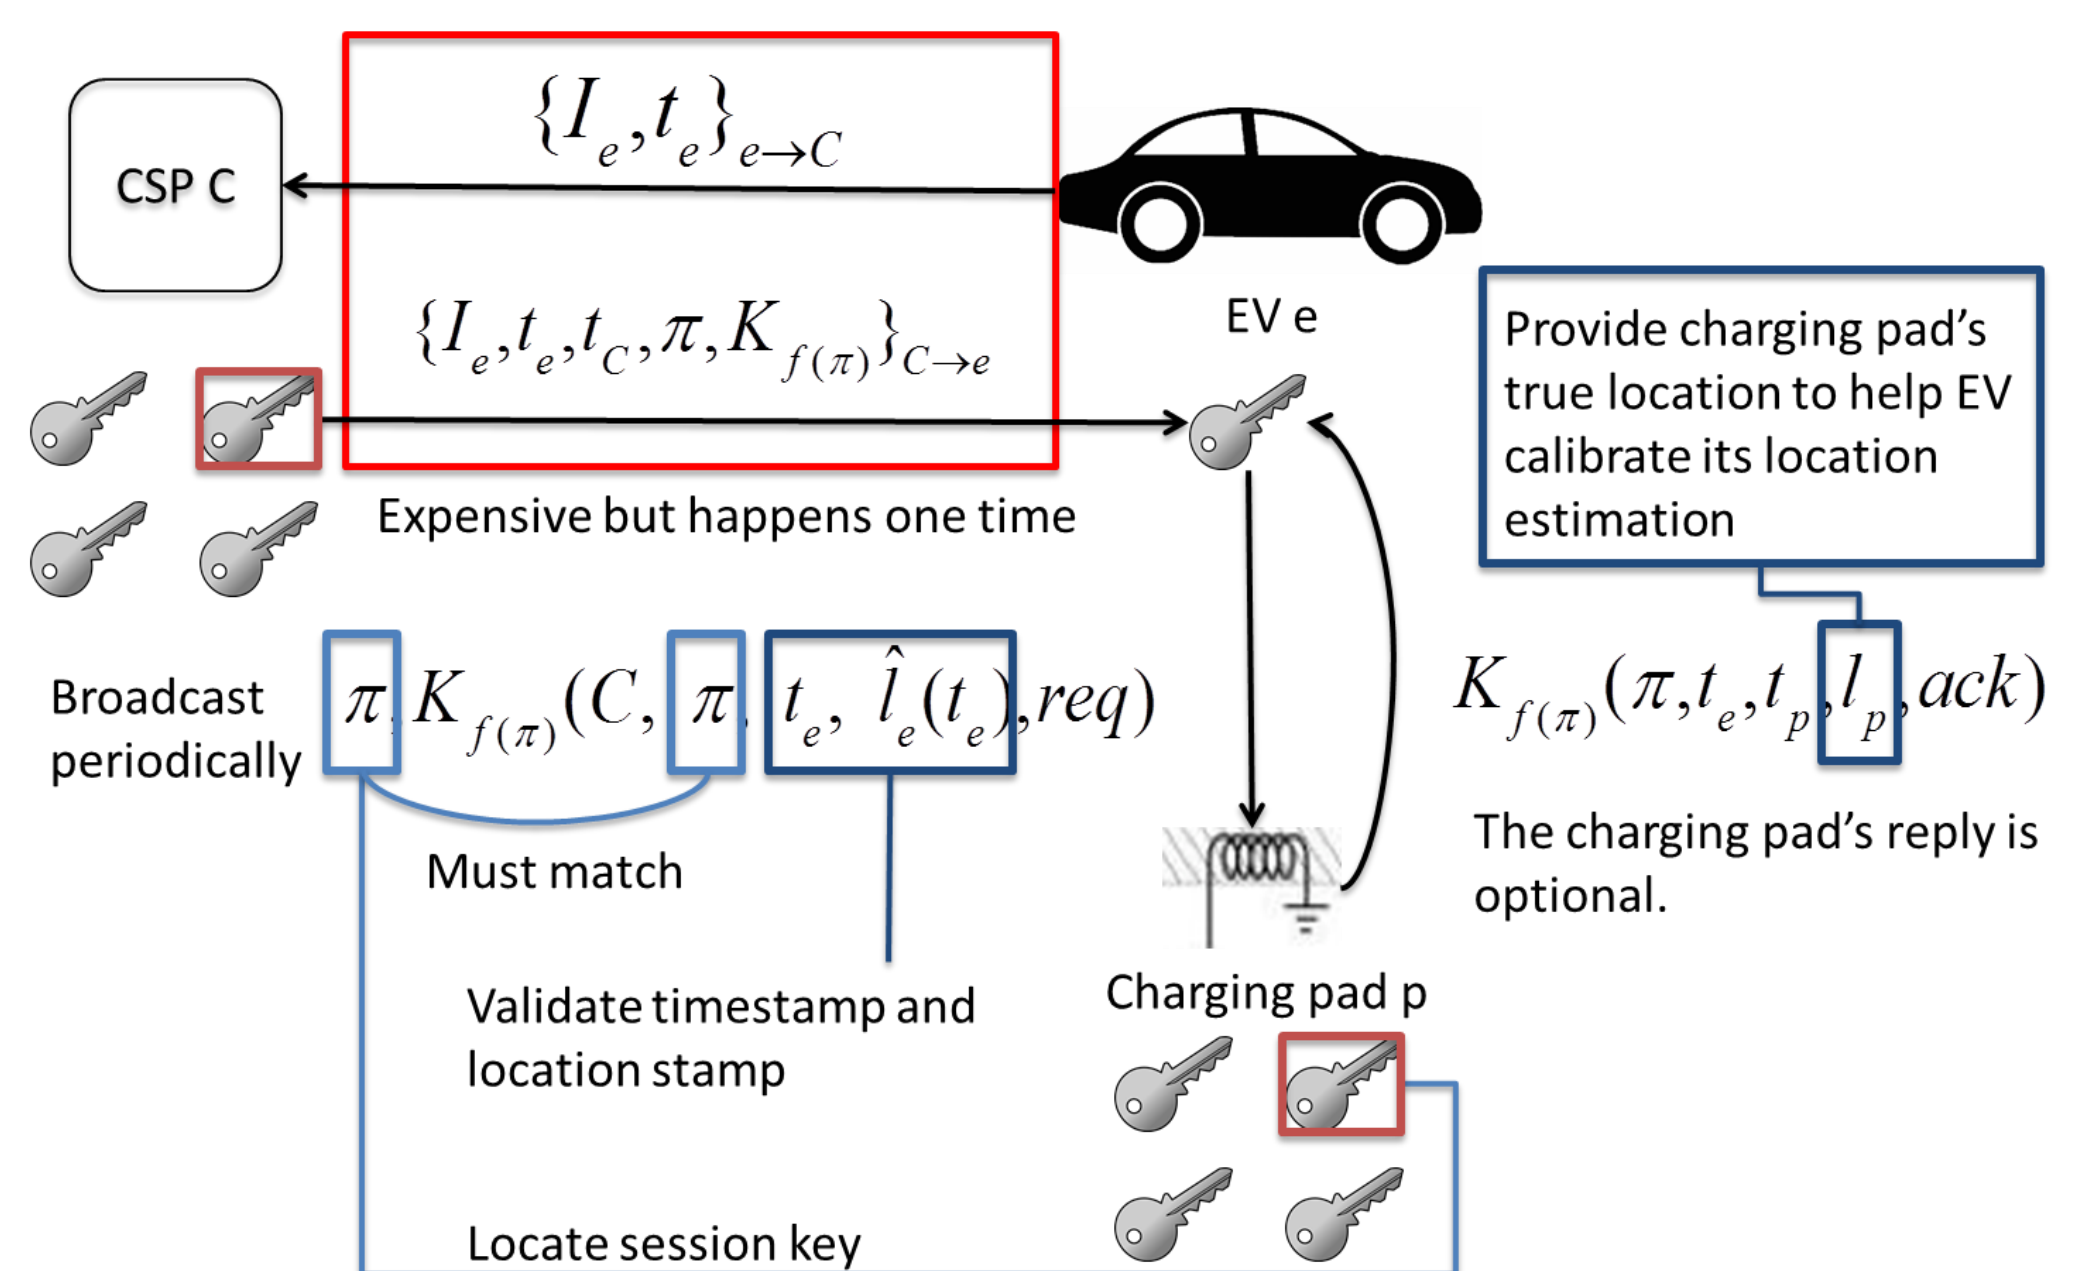 {I_e, t_e}_{e→C}
CSP C
{I_e, t_e, t_C, π, K_{f(π)}}_{C→e}
EV e
Provide charging pad's
true location to help EV
calibrate its location
estimation
Expensive but happens one time
Broadcast
periodically
π, K_{f(π)}(C, π, t_e, l̂_e(t_e), req)
K_{f(π)}(π, t_e, t_p, l_p, ack)
Must match
The charging pad's reply is
optional.
Validate timestamp and
location stamp
Charging pad p
Locate session key